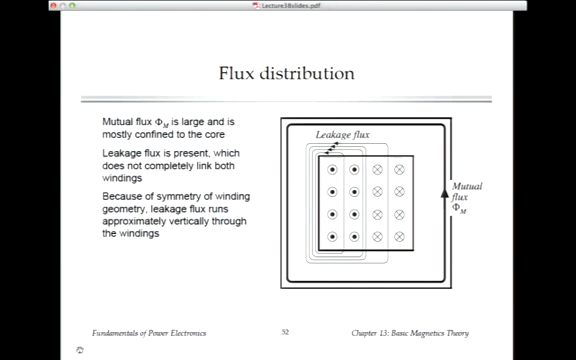 Lecture38slides.pdf
Flux distribution
Mutual flux ΦM is large and is
mostly confined to the core
Leakage flux is present, which
does not completely link both
windings
Because of symmetry of winding
geometry, leakage flux runs
approximately vertically through
the windings
Leakage flux
Mutual
flux
ΦM
Fundamentals of Power Electronics
52
Chapter 13: Basic Magnetics Theory